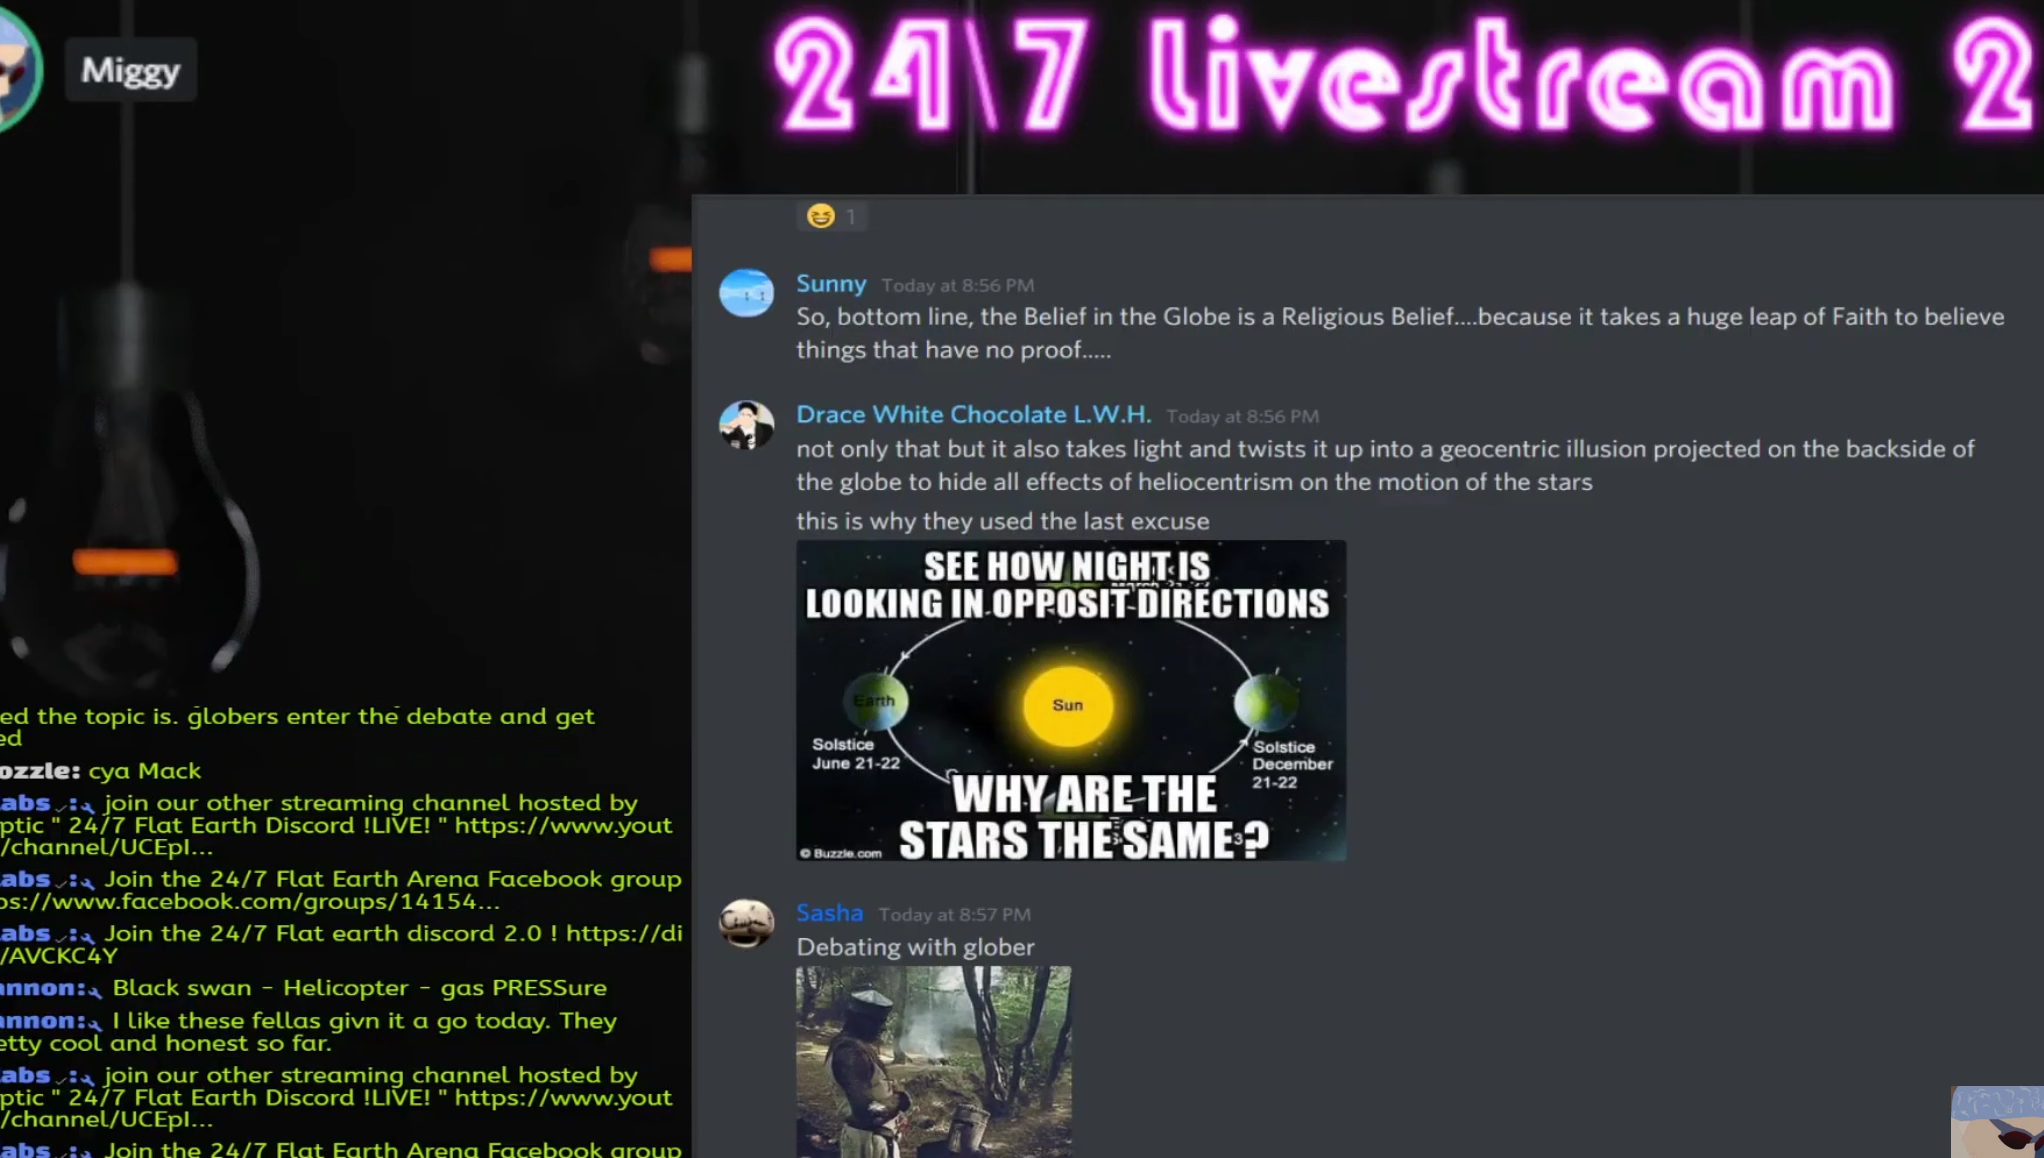 Miggy
24\7 Livestream 2
1
Sunny Today at 8:56 PM
So, bottom line, the Belief in the Globe is a Religious Belief....because it takes a huge leap of Faith to believe
things that have no proof.....
Drace White Chocolate L.W.H. Today at 8:56 PM
not only that but it also takes light and twists it up into a geocentric illusion projected on the backside of
the globe to hide all effects of heliocentrism on the motion of the stars
this is why they used the last excuse
SEE HOW NIGHT IS
LOOKING IN OPPOSIT DIRECTIONS
Earth
Sun
Solstice
June 21-22
Solstice
December
21-22
WHY ARE THE
STARS THE SAME?
© Buzzle.com
Sasha Today at 8:57 PM
Debating with glober
ed the topic is. globers enter the debate and get
ed
ozzle: cya Mack
abs : join our other streaming channel hosted by
ptic " 24/7 Flat Earth Discord !LIVE! " https://www.yout
/channel/UCEpI...
abs : Join the 24/7 Flat Earth Arena Facebook group
ps://www.facebook.com/groups/14154...
abs : Join the 24/7 Flat earth discord 2.0 ! https://di
/AVCKC4Y
annon: Black swan - Helicopter - gas PRESSure
annon: I like these fellas givn it a go today. They
etty cool and honest so far.
abs : join our other streaming channel hosted by
ptic " 24/7 Flat Earth Discord !LIVE! " https://www.yout
/channel/UCEpI...
abs : Join the 24/7 Flat Earth Arena Facebook group